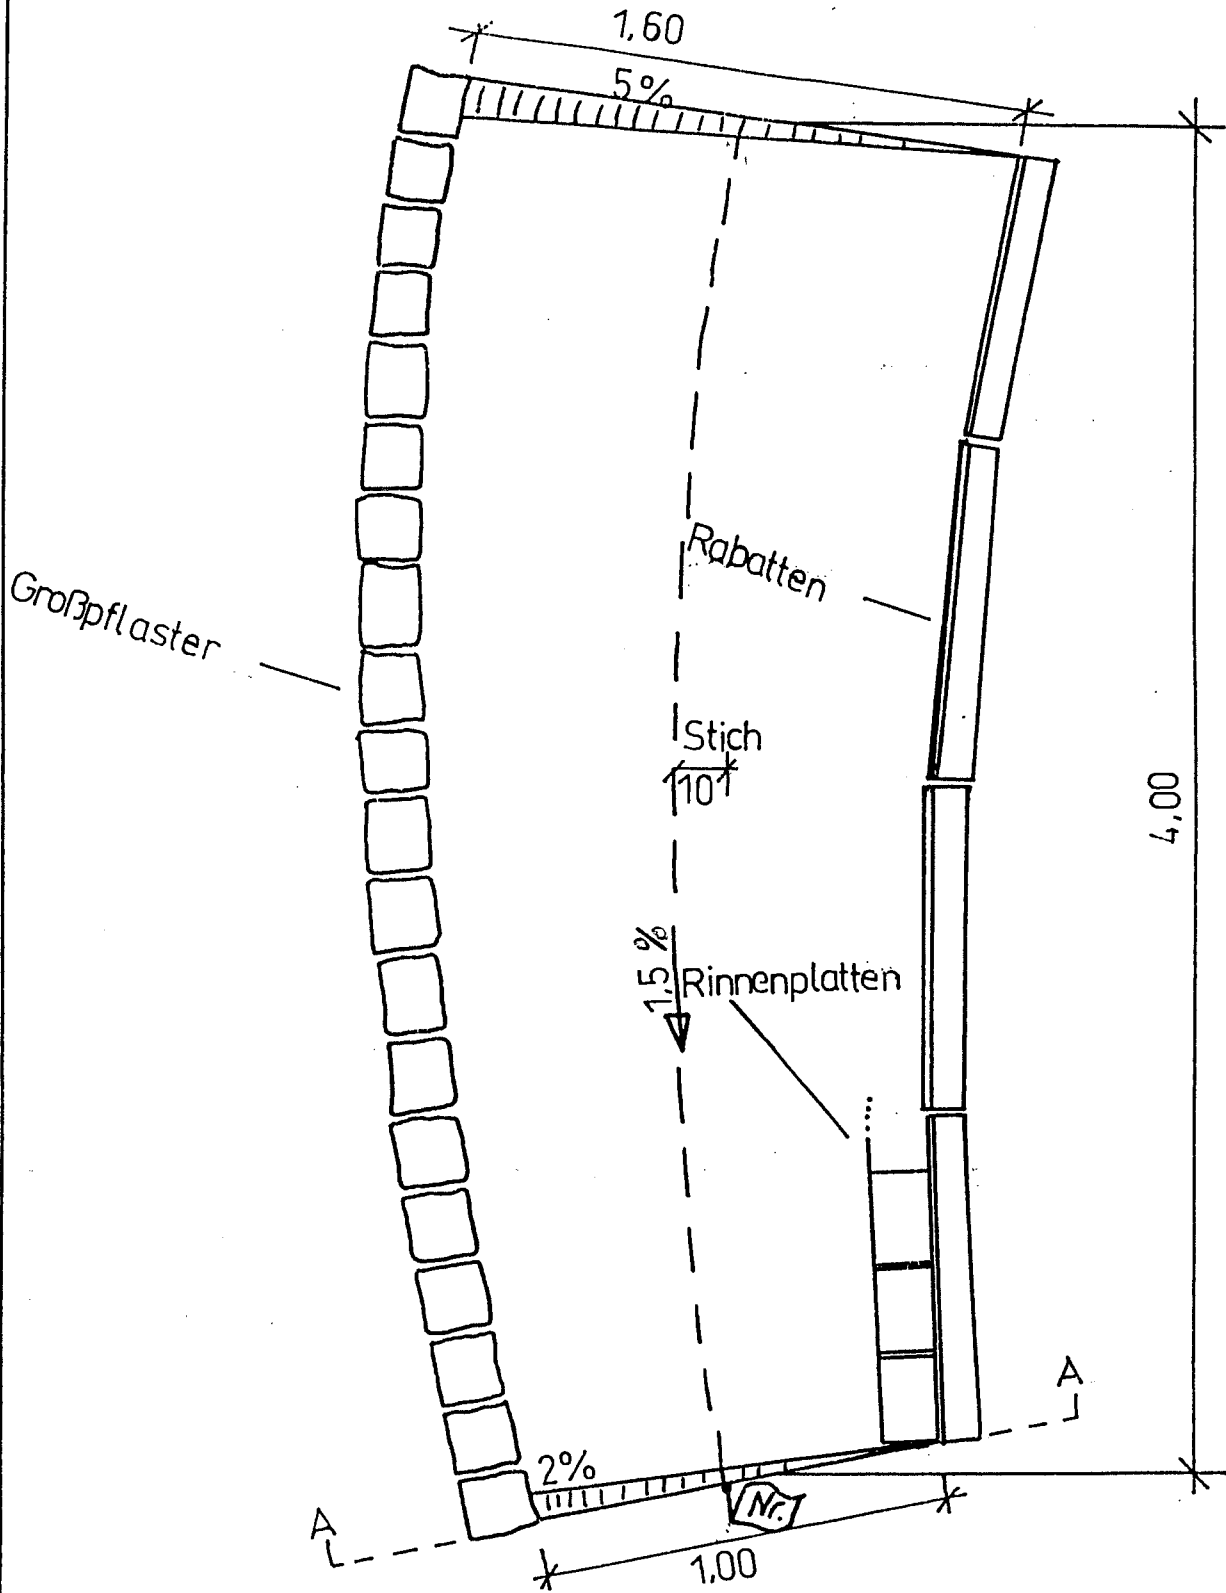 1,60
5%
Rabatten
Großpflaster
Stich
10
4,00
1,5 %
Rinnenplatten
A
2%
Nr.
A
1,00